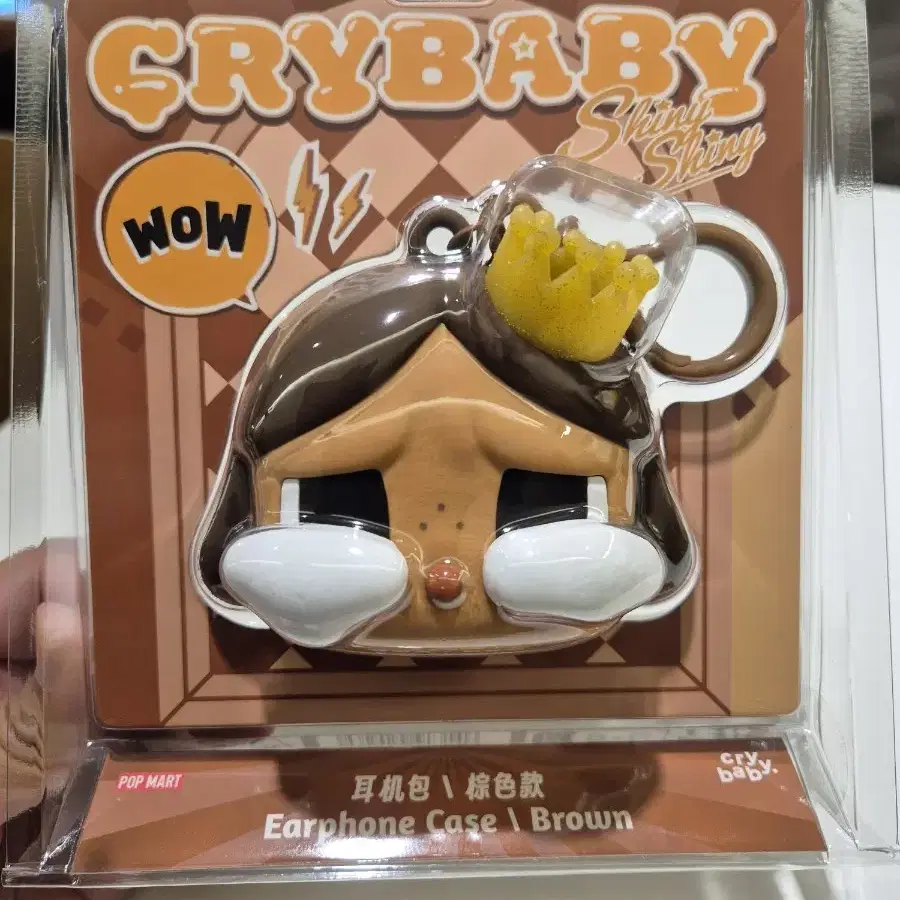 CRYBABY
Shiny
Shiny
WOW
POP MART
耳机包 \ 棕色款
cry
baby.
Earphone Case \ Brown